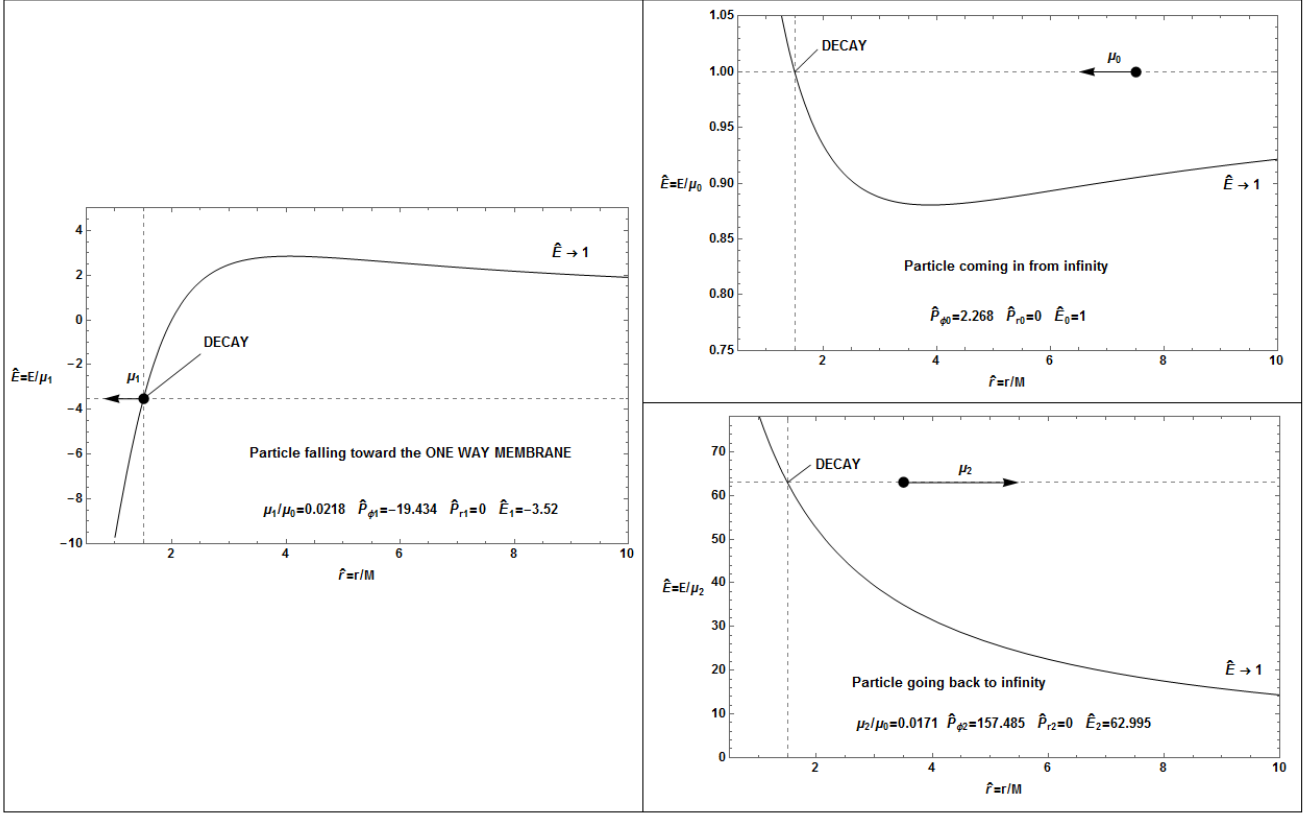 4
2
0
−2
−4
−6
−8
−10
2
4
6
8
10
Ê=E/μ1
r̂=r/M
Ê → 1
DECAY
μ1
Particle falling toward the ONE WAY MEMBRANE
μ1/μ0=0.0218 P̂ϕ1=−19.434 P̂r1=0 Ê1=−3.52
1.05
1.00
0.95
0.90
0.85
0.80
0.75
2
4
6
8
10
Ê=E/μ0
r̂=r/M
DECAY
μ0
Ê → 1
Particle coming in from infinity
P̂ϕ0=2.268 P̂r0=0 Ê0=1
70
60
50
40
30
20
10
0
2
4
6
8
10
Ê=E/μ2
r̂=r/M
DECAY
μ2
Ê → 1
Particle going back to infinity
μ2/μ0=0.0171 P̂ϕ2=157.485 P̂r2=0 Ê2=62.995